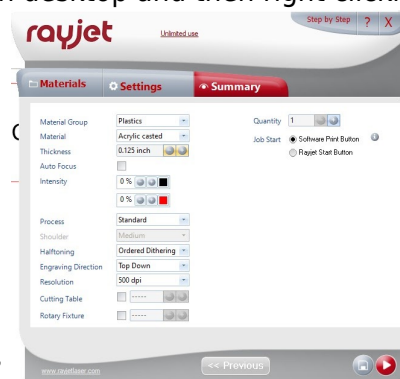 desktop and then right click
rayjet
Unlimited use
Step by Step ? X
Materials
Settings
Summary
Material Group Plastics
Quantity 1
Material Acrylic casted
Job Start Software Print Button
Thickness 0.125 inch
Rayjet Start Button
Auto Focus
Intensity 0 %
0 %
Process Standard
Shoulder Medium
Halftoning Ordered Dithering
Engraving Direction Top Down
Resolution 500 dpi
Cutting Table -----
Rotary Fixture -----
<< Previous
www.rayjetlaser.com